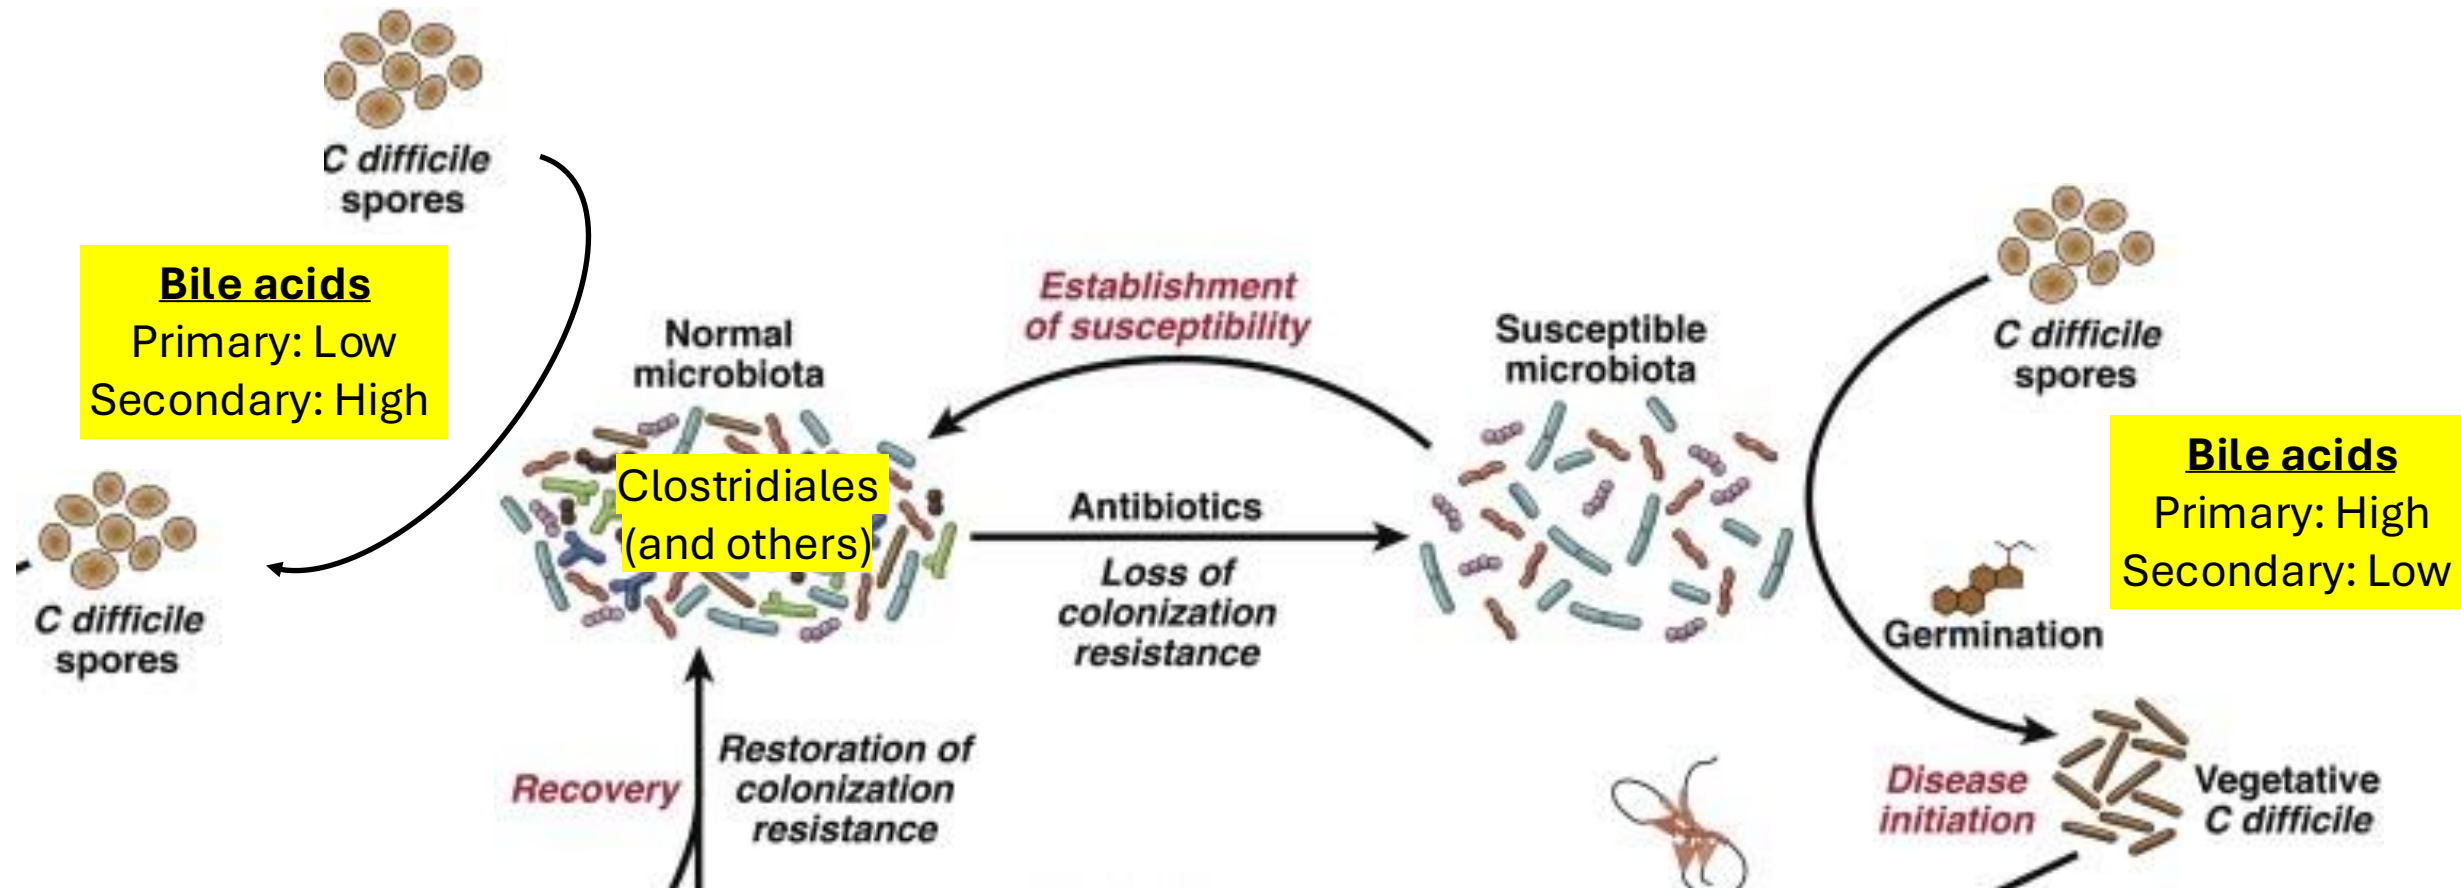 C difficile
spores
Bile acids
Primary: Low
Secondary: High
C difficile
spores
Normal
microbiota
Clostridiales
(and others)
Establishment
of susceptibility
Antibiotics
Loss of
colonization
resistance
Susceptible
microbiota
C difficile
spores
Bile acids
Primary: High
Secondary: Low
Germination
Recovery
Restoration of
colonization
resistance
Disease
initiation
Vegetative
C difficile